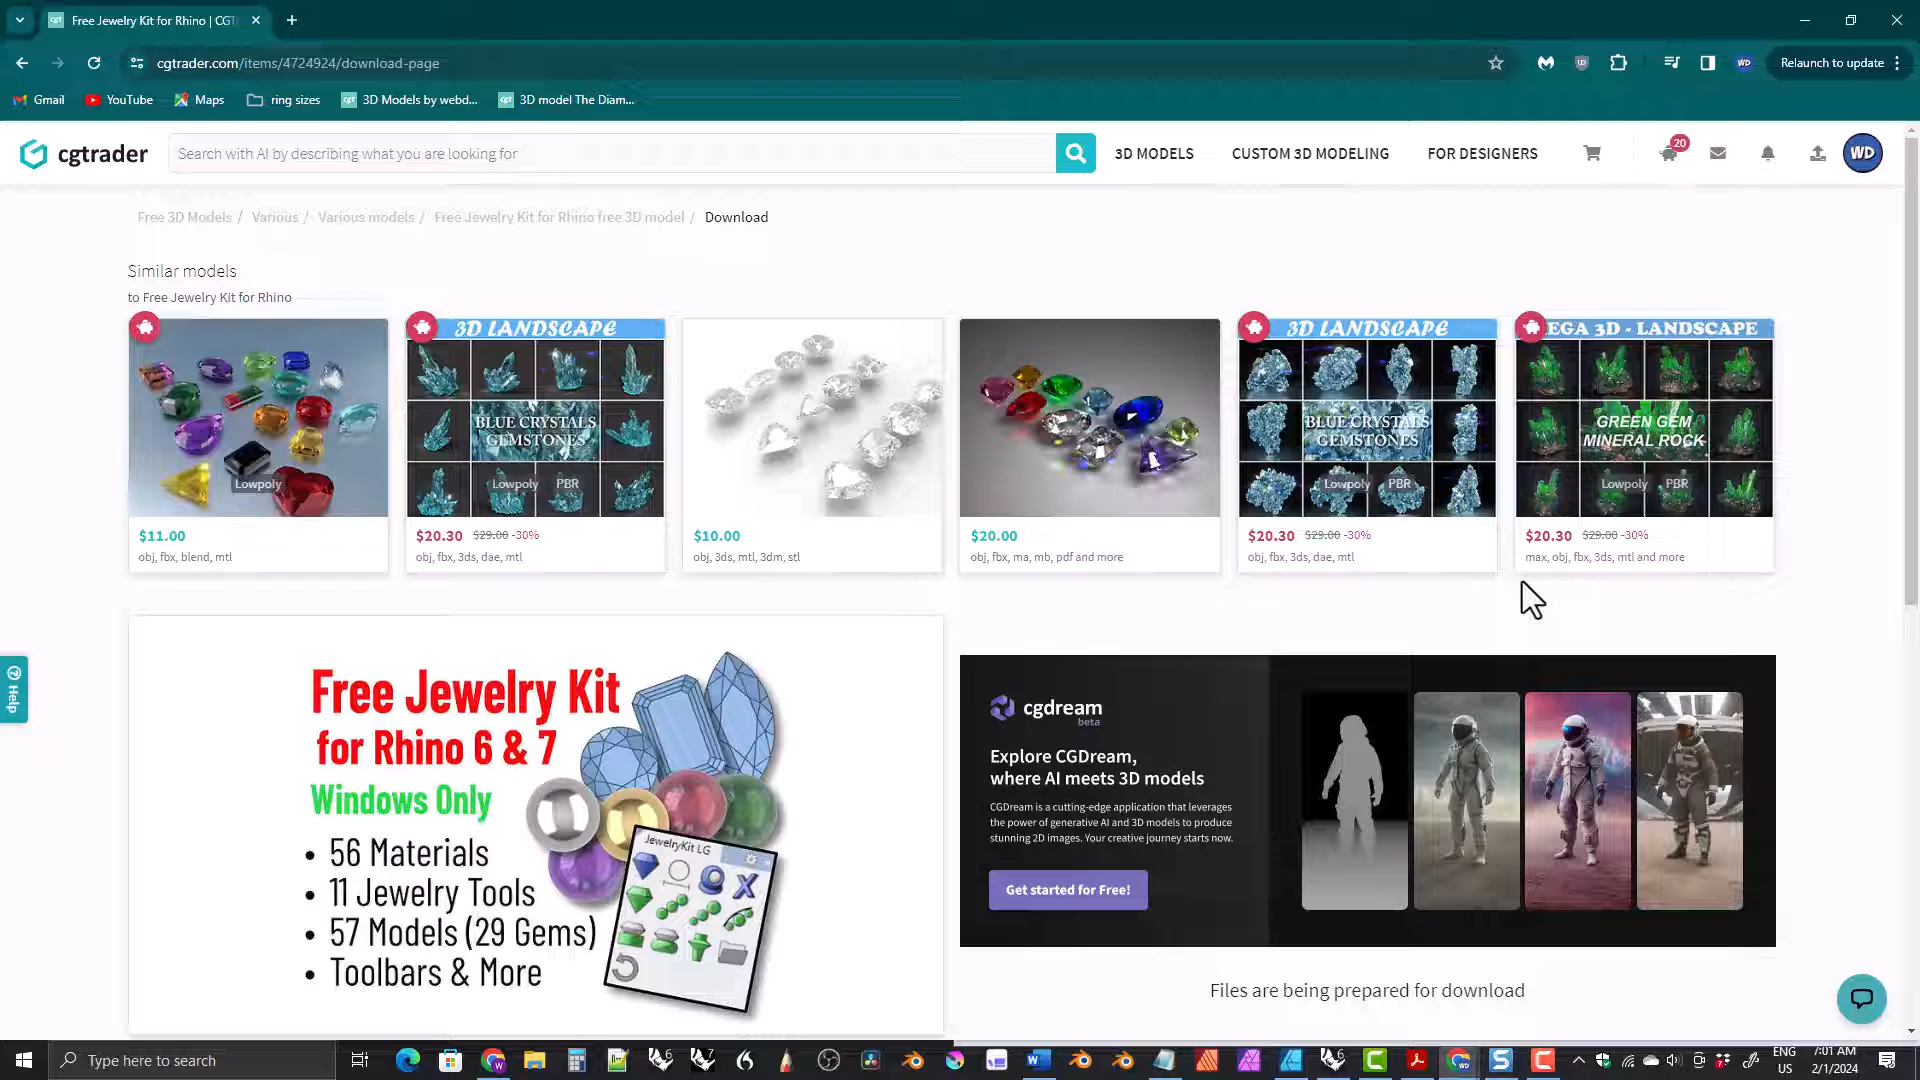 Free Jewelry Kit for Rhino | CGT
cgtrader.com/items/4724924/download-page
Relaunch to update
Gmail
YouTube
Maps
ring sizes
3D Models by webd...
3D model The Diam...
cgtrader
Search with AI by describing what you are looking for
3D MODELS
CUSTOM 3D MODELING
FOR DESIGNERS
20
WD
Free 3D Models / Various / Various models / Free Jewelry Kit for Rhino free 3D model / Download
Similar models
to Free Jewelry Kit for Rhino
Lowpoly
$11.00
obj, fbx, blend, mtl
3D LANDSCAPE
BLUE CRYSTALS
GEMSTONES
Lowpoly PBR
$20.30 $29.00 -30%
obj, fbx, 3ds, dae, mtl
$10.00
obj, 3ds, mtl, 3dm, stl
$20.00
obj, fbx, ma, mb, pdf and more
3D LANDSCAPE
BLUE CRYSTALS
GEMSTONES
Lowpoly PBR
$20.30 $29.00 -30%
obj, fbx, 3ds, dae, mtl
EGA 3D - LANDSCAPE
GREEN GEM
MINERAL ROCK
Lowpoly PBR
$20.30 $29.00 -30%
max, obj, fbx, 3ds, mtl and more
Help
Free Jewelry Kit
for Rhino 6 & 7
Windows Only
• 56 Materials
• 11 Jewelry Tools
• 57 Models (29 Gems)
• Toolbars & More
JewelryKit LG
cgdream
beta
Explore CGDream,
where AI meets 3D models
CGDream is a cutting-edge application that leverages
the power of generative AI and 3D models to produce
stunning 2D images. Your creative journey starts now.
Get started for Free!
Files are being prepared for download
Type here to search
ENG
US
7:01 AM
2/1/2024